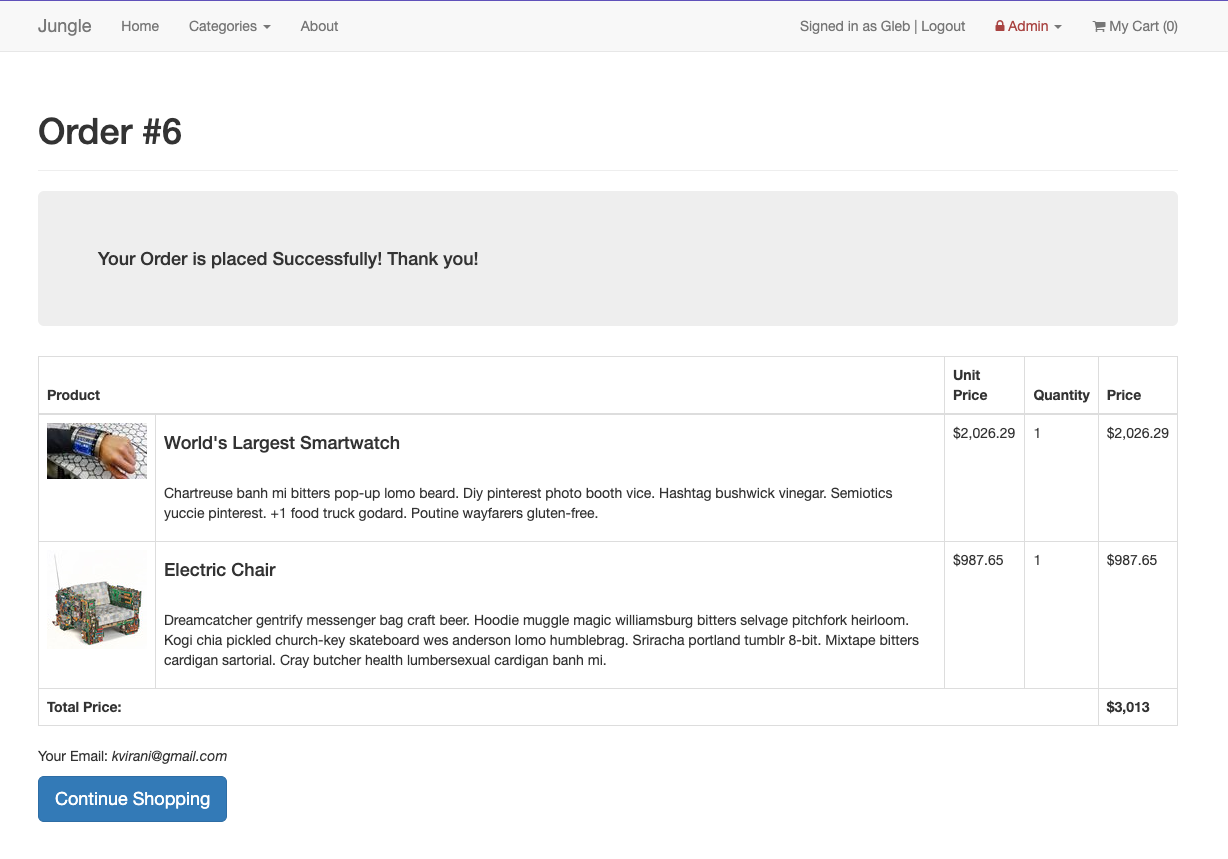 Jungle Home Categories About Signed in as Gleb | Logout Admin My Cart (0)
Order #6
Your Order is placed Successfully! Thank you!
Product Unit Price Quantity Price
World's Largest Smartwatch $2,026.29 1 $2,026.29
Chartreuse banh mi bitters pop-up lomo beard. Diy pinterest photo booth vice. Hashtag bushwick vinegar. Semiotics
yuccie pinterest. +1 food truck godard. Poutine wayfarers gluten-free.
Electric Chair $987.65 1 $987.65
Dreamcatcher gentrify messenger bag craft beer. Hoodie muggle magic williamsburg bitters selvage pitchfork heirloom.
Kogi chia pickled church-key skateboard wes anderson lomo humblebrag. Sriracha portland tumblr 8-bit. Mixtape bitters
cardigan sartorial. Cray butcher health lumbersexual cardigan banh mi.
Total Price: $3,013
Your Email: kvirani@gmail.com
Continue Shopping